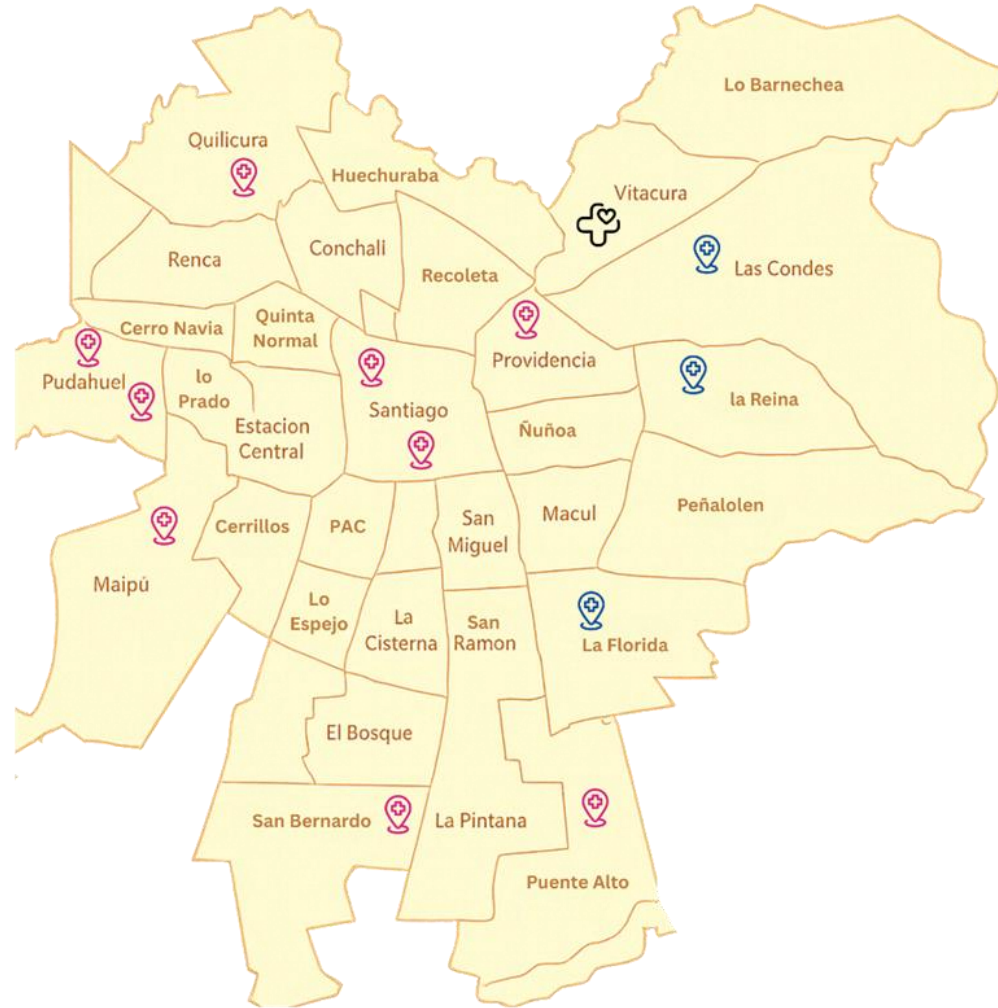 Lo Barnechea
Quilicura
Huechuraba
Vitacura
Conchali
Renca
Recoleta
Las Condes
Cerro Navia
Quinta
Normal
Providencia
Pudahuel
lo
Prado
Santiago
la Reina
Estacion
Central
Ñuñoa
Peñalolen
Cerrillos
PAC
San
Miguel
Macul
Maipú
Lo
Espejo
La
Cisterna
San
Ramon
La Florida
El Bosque
San Bernardo
La Pintana
Puente Alto